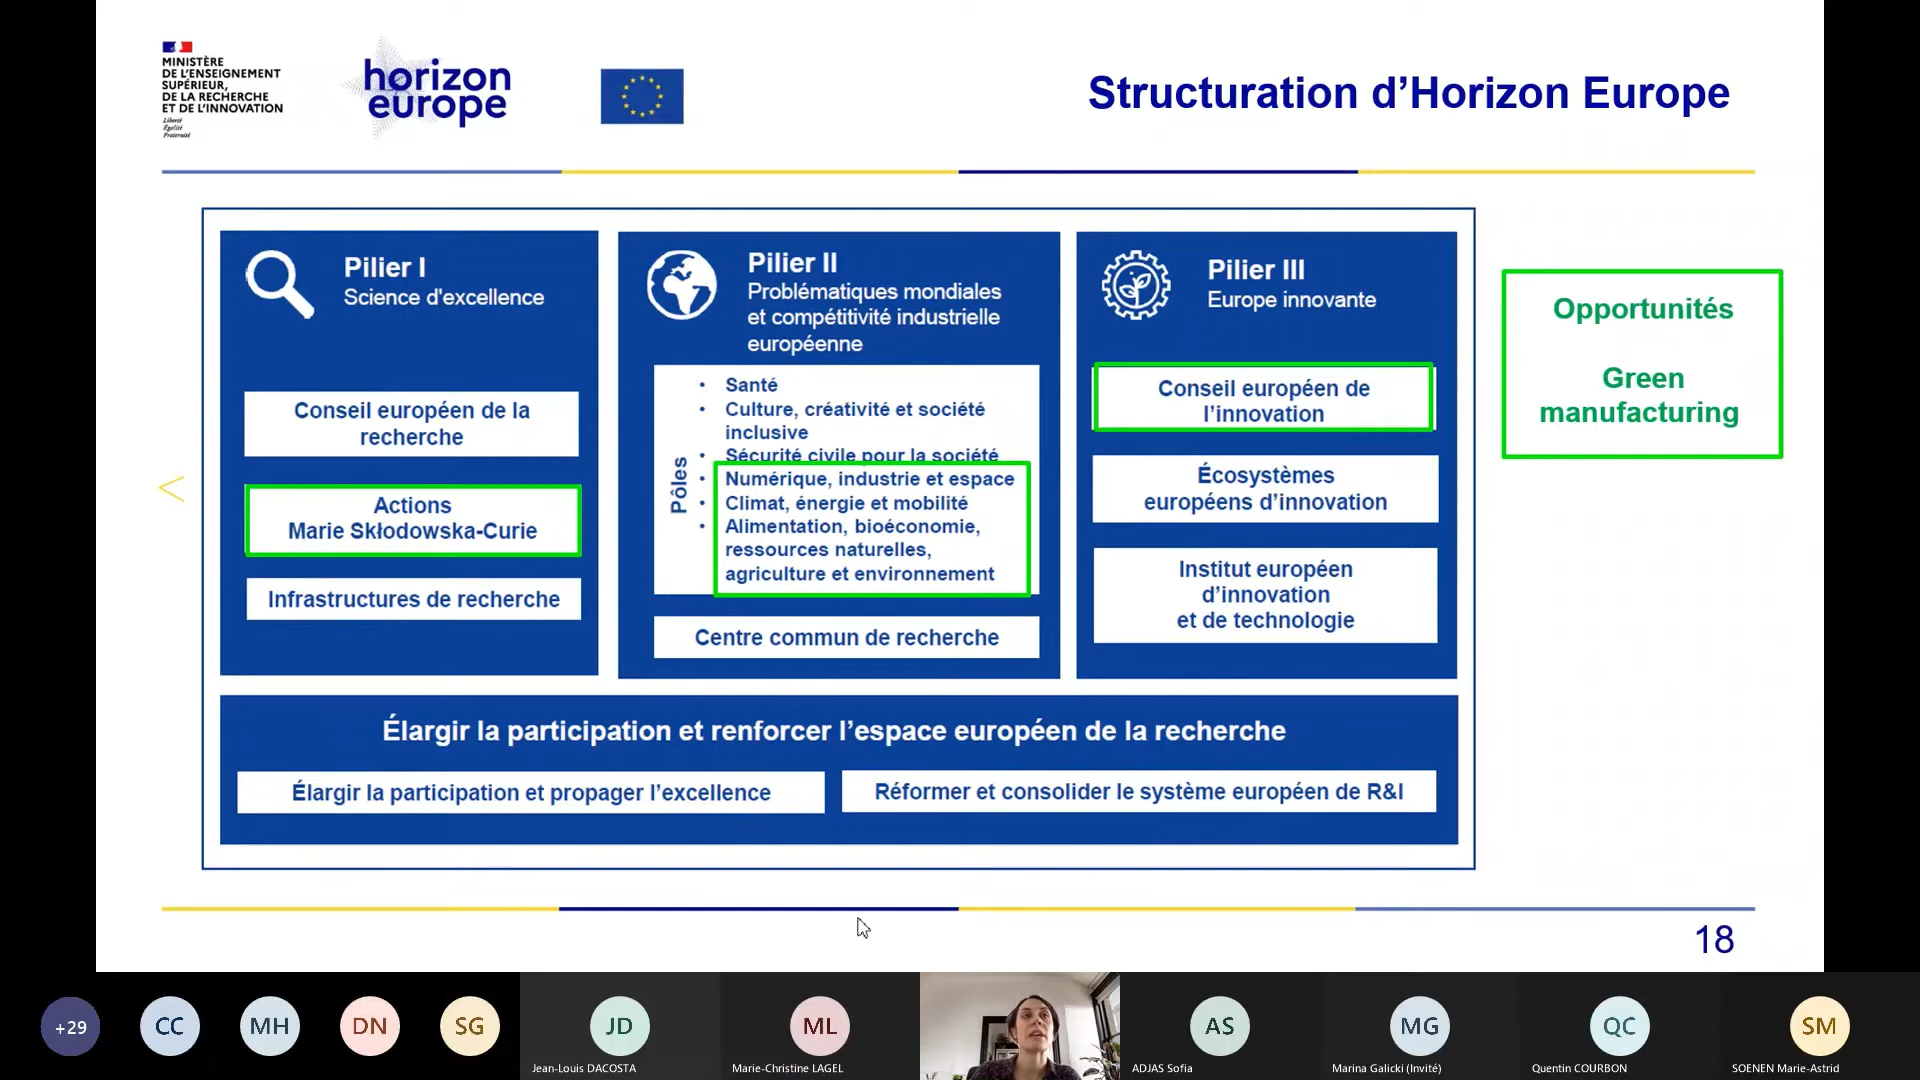 MINISTÈRE
DE L'ENSEIGNEMENT
SUPÉRIEUR,
DE LA RECHERCHE
ET DE L'INNOVATION
Liberté
Égalité
Fraternité
horizon
europe
Structuration d'Horizon Europe
Pilier I
Science d'excellence
Conseil européen de la
recherche
Actions
Marie Skłodowska-Curie
Infrastructures de recherche
Pilier II
Problématiques mondiales
et compétitivité industrielle
européenne
Pôles
• Santé
• Culture, créativité et société
inclusive
• Sécurité civile pour la société
• Numérique, industrie et espace
• Climat, énergie et mobilité
• Alimentation, bioéconomie,
ressources naturelles,
agriculture et environnement
Centre commun de recherche
Pilier III
Europe innovante
Conseil européen de
l'innovation
Écosystèmes
européens d'innovation
Institut européen
d'innovation
et de technologie
Opportunités
Green
manufacturing
<
Élargir la participation et renforcer l'espace européen de la recherche
Élargir la participation et propager l'excellence
Réformer et consolider le système européen de R&I
18
+29
CC
MH
DN
SG
JD
Jean-Louis DACOSTA
ML
Marie-Christine LAGEL
AS
ADJAS Sofia
MG
Marina Galicki (Invité)
QC
Quentin COURBON
SM
SOENEN Marie-Astrid